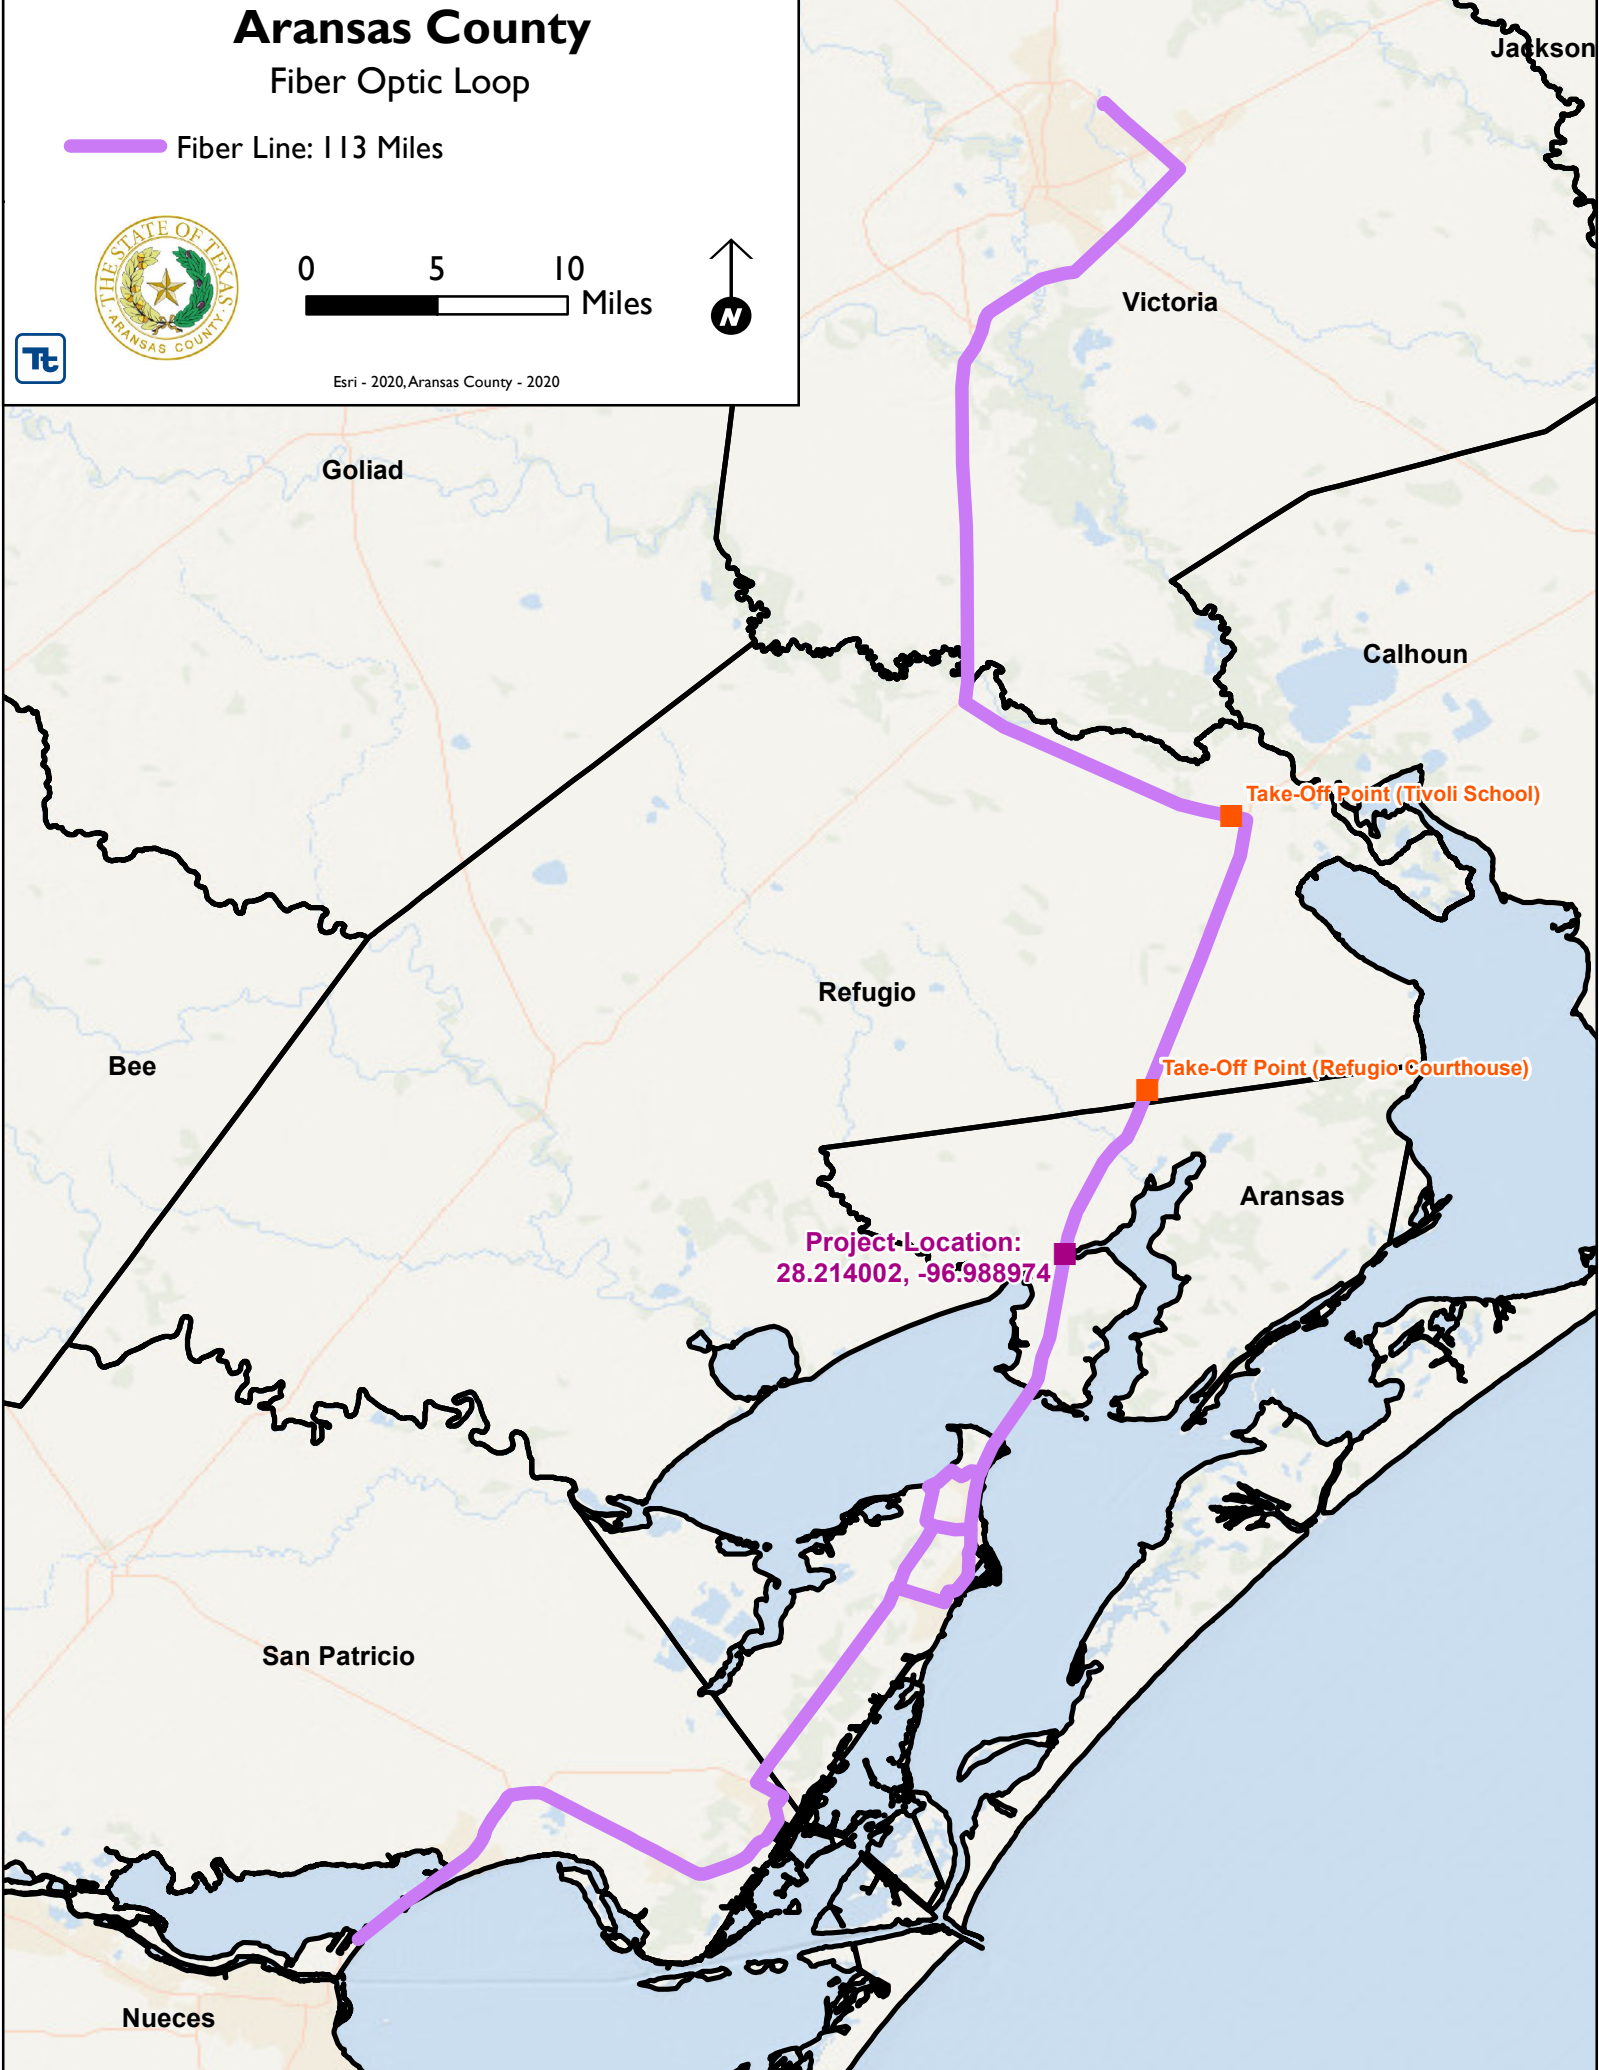 Aransas County
Fiber Optic Loop
Fiber Line: 113 Miles
THE STATE OF TEXAS
ARANSAS COUNTY
0 5 10
Miles
N
Tt
Esri - 2020, Aransas County - 2020
Jackson
Victoria
Goliad
Calhoun
Take-Off Point (Tivoli School)
Refugio
Bee
Take-Off Point (Refugio Courthouse)
Aransas
Project Location:
28.214002, -96.988974
San Patricio
Nueces